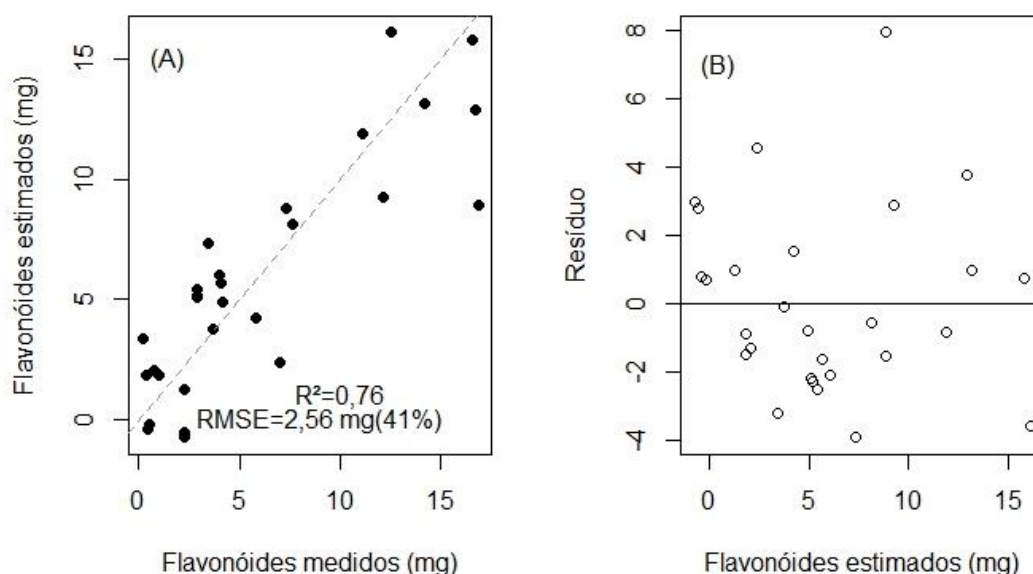 (A)
Flavonóides estimados (mg)
15
10
5
0
R²=0,76
RMSE=2,56 mg(41%)
0 5 10 15
Flavonóides medidos (mg)
(B)
Resíduo
8
6
4
2
0
-2
-4
0 5 10 15
Flavonóides estimados (mg)